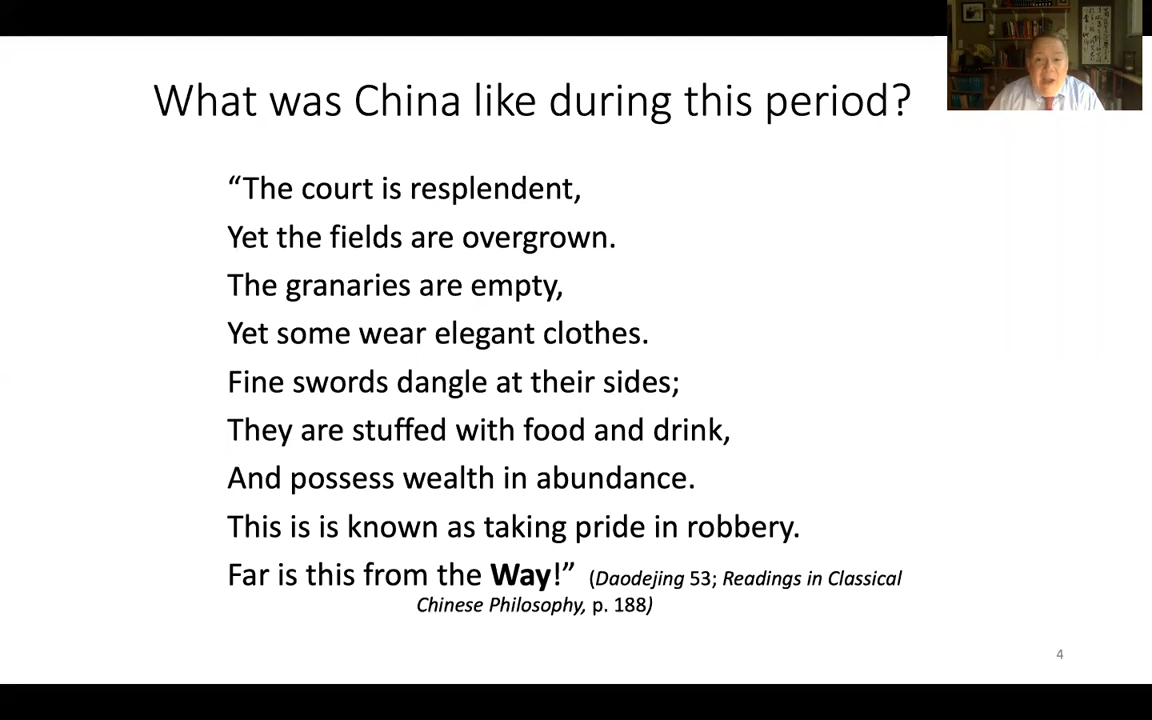 What was China like during this period?
“The court is resplendent,
Yet the fields are overgrown.
The granaries are empty,
Yet some wear elegant clothes.
Fine swords dangle at their sides;
They are stuffed with food and drink,
And possess wealth in abundance.
This is is known as taking pride in robbery.
Far is this from the Way!” (Daodejing 53; Readings in Classical
Chinese Philosophy, p. 188)
4